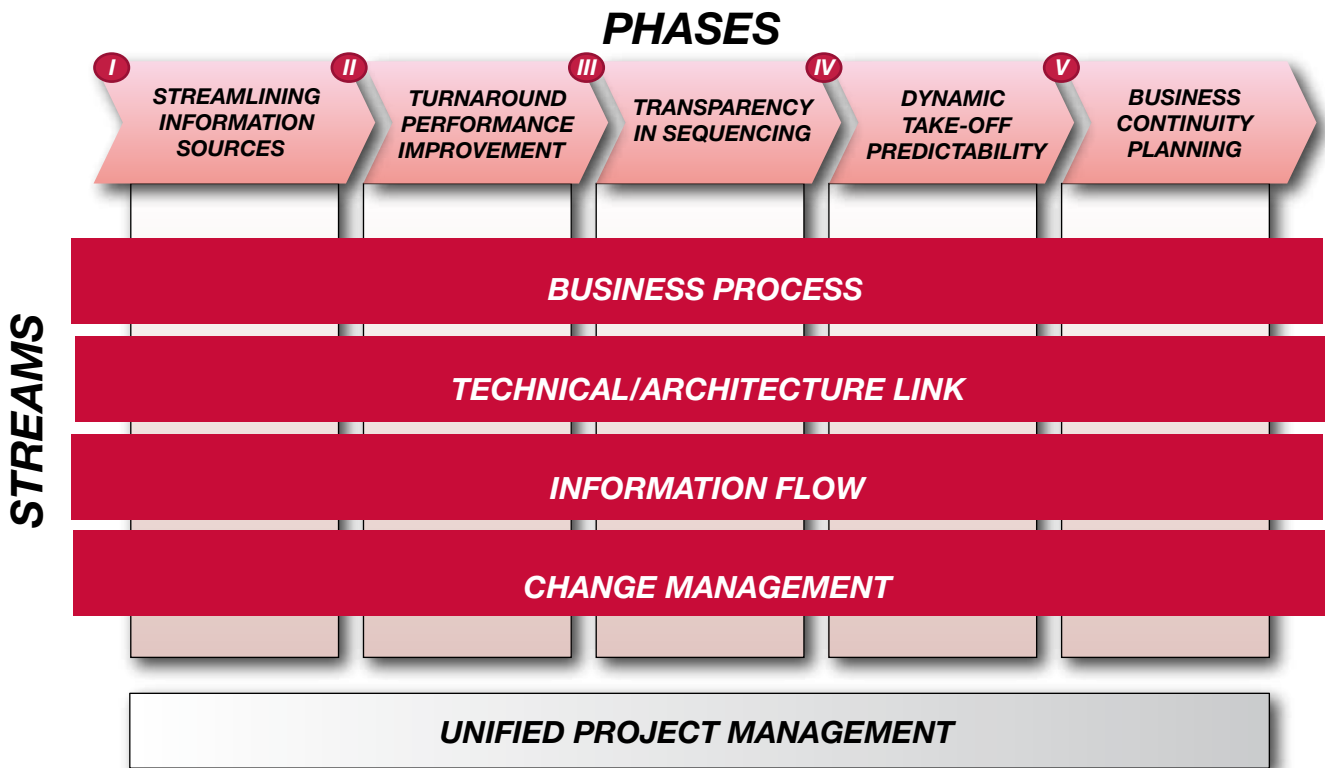 PHASES
I
STREAMLINING
INFORMATION
SOURCES
II
TURNAROUND
PERFORMANCE
IMPROVEMENT
III
TRANSPARENCY
IN SEQUENCING
IV
DYNAMIC
TAKE-OFF
PREDICTABILITY
V
BUSINESS
CONTINUITY
PLANNING
STREAMS
BUSINESS PROCESS
TECHNICAL/ARCHITECTURE LINK
INFORMATION FLOW
CHANGE MANAGEMENT
UNIFIED PROJECT MANAGEMENT